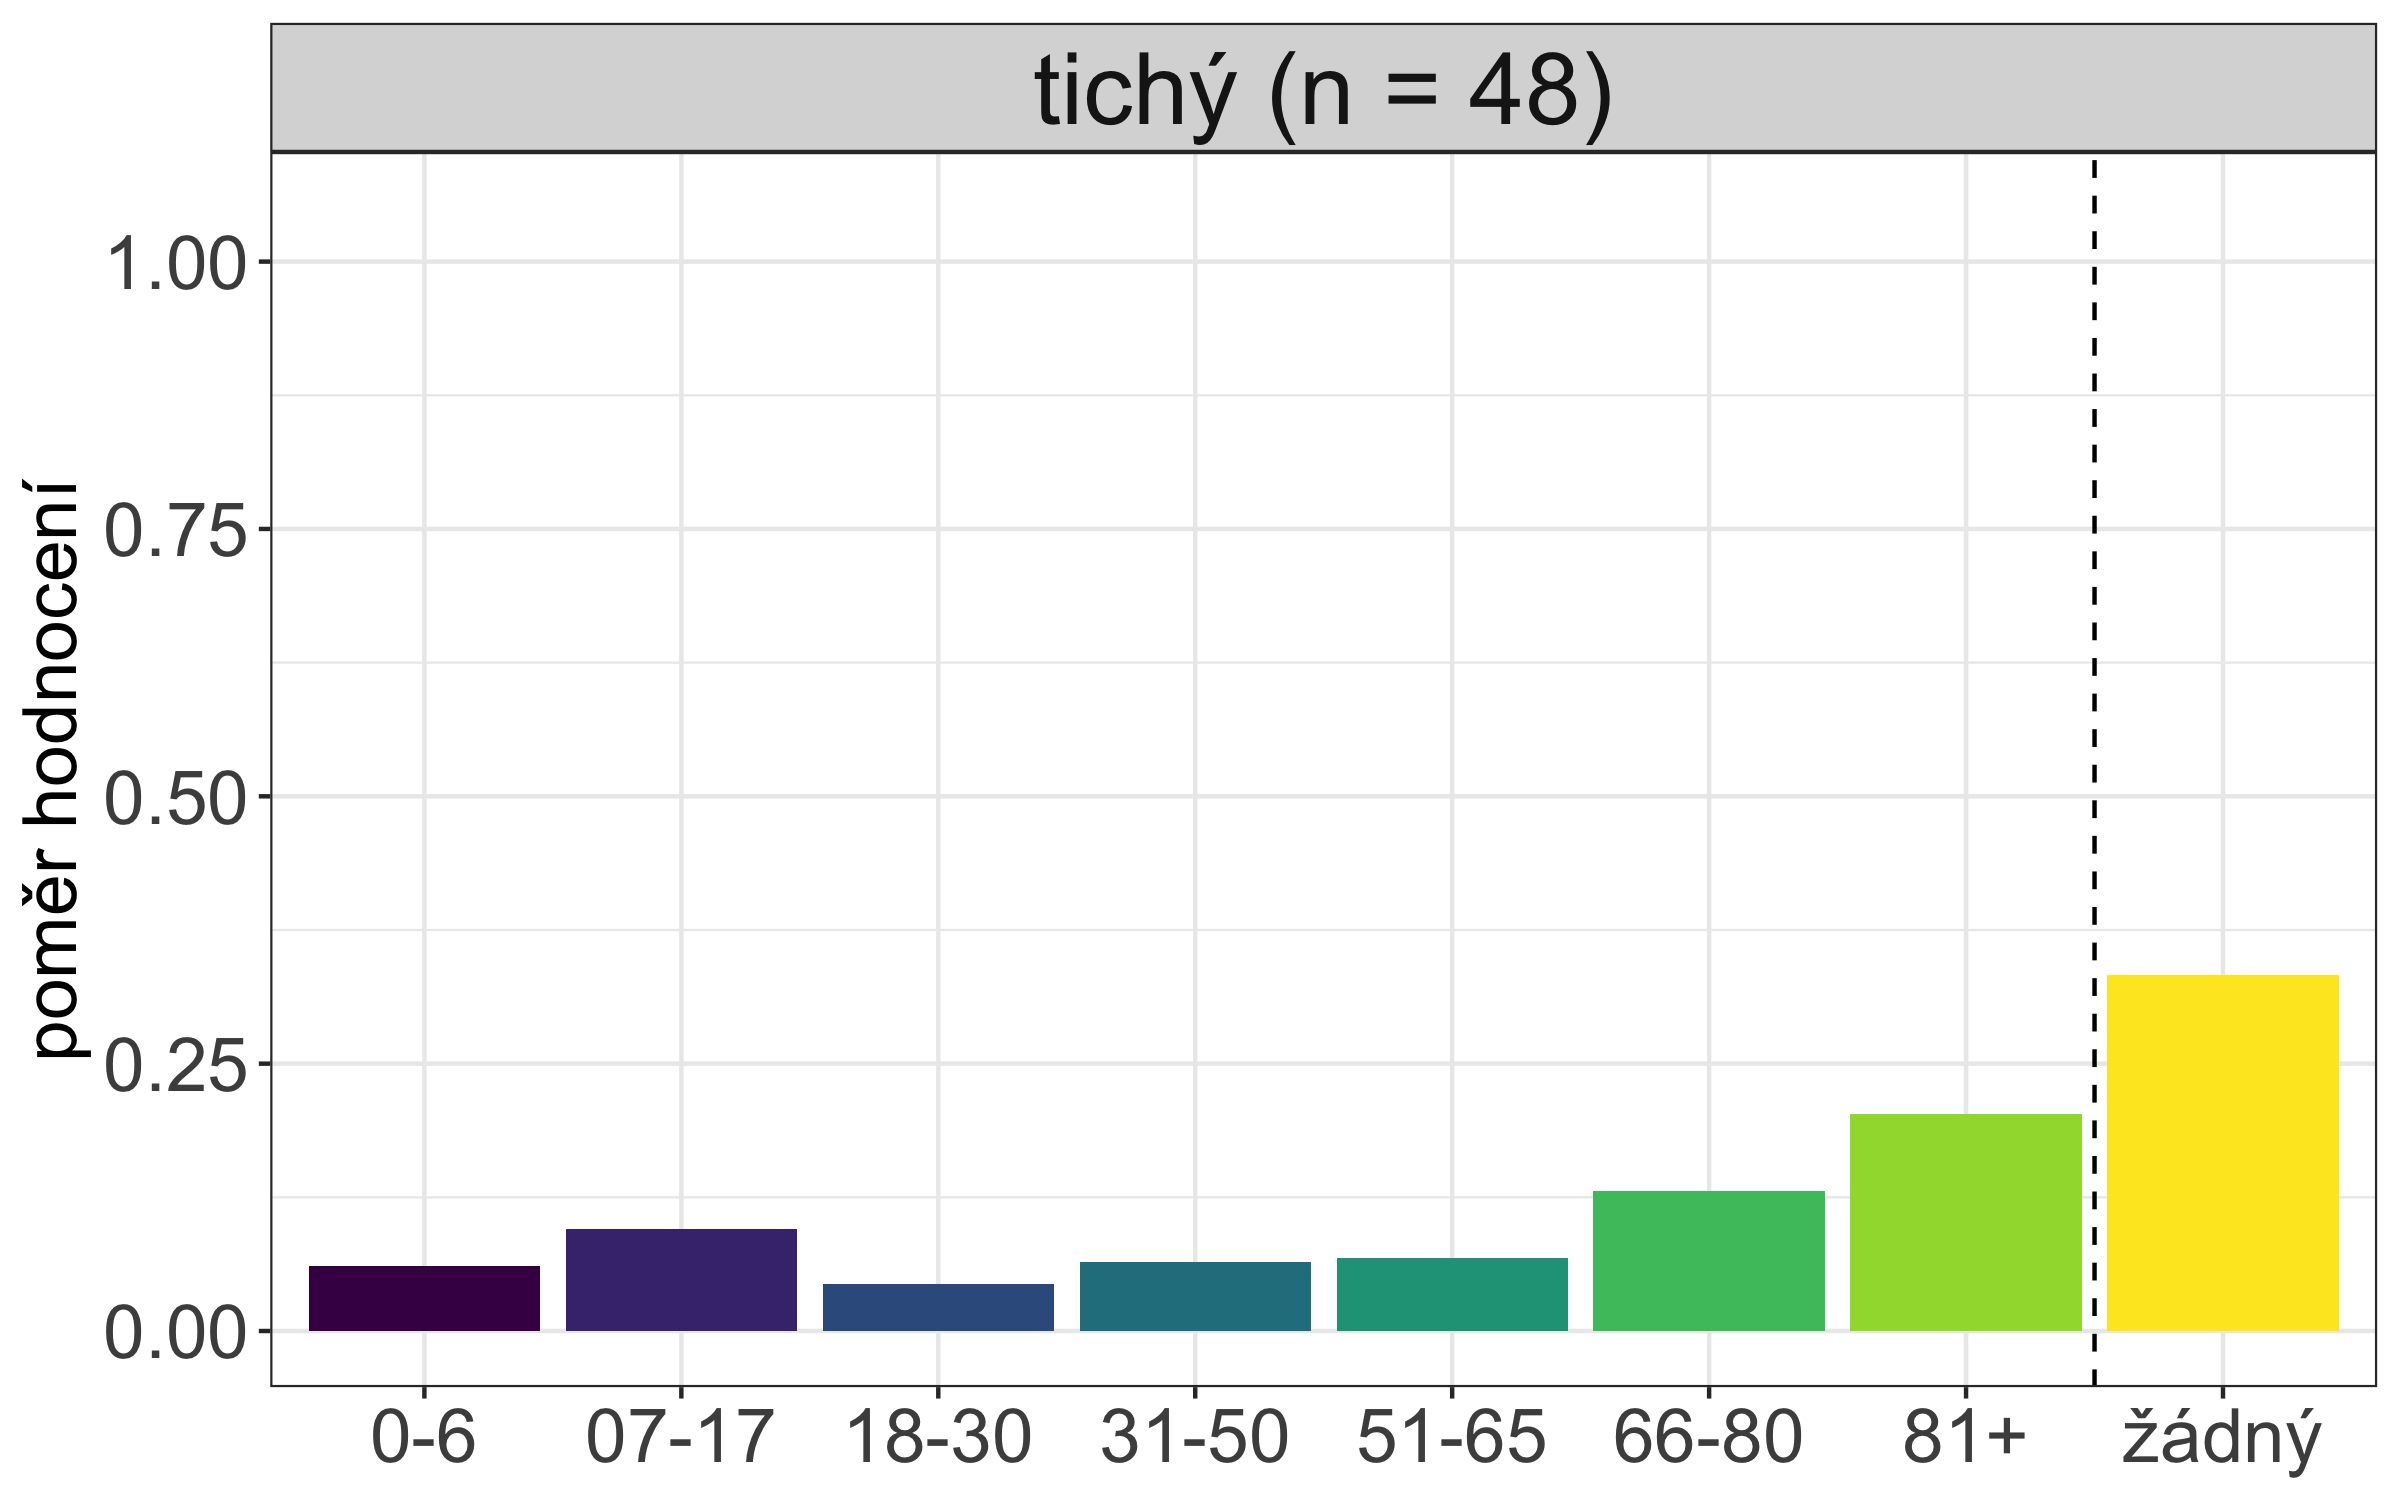 tichý (n = 48)
poměr hodnocení
1.00
0.75
0.50
0.25
0.00
0-6 07-17 18-30 31-50 51-65 66-80 81+ žádný